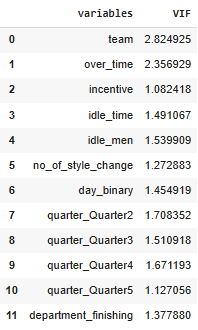 variables VIF
0 team 2.824925
1 over_time 2.356929
2 incentive 1.082418
3 idle_time 1.491067
4 idle_men 1.539909
5 no_of_style_change 1.272883
6 day_binary 1.454919
7 quarter_Quarter2 1.708352
8 quarter_Quarter3 1.510918
9 quarter_Quarter4 1.671193
10 quarter_Quarter5 1.127056
11 department_finishing 1.377880